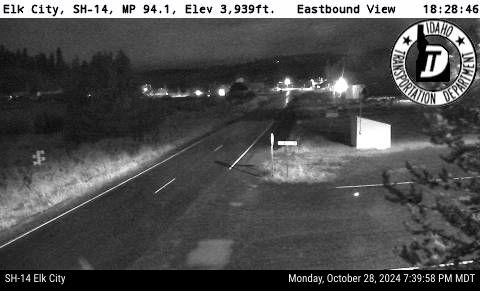 Elk City, SH-14, MP 94.1, Elev 3,939ft. Eastbound View 18:28:46
IDAHO
TRANSPORTATION DEPARTMENT
SH-14 Elk City Monday, October 28, 2024 7:39:58 PM MDT